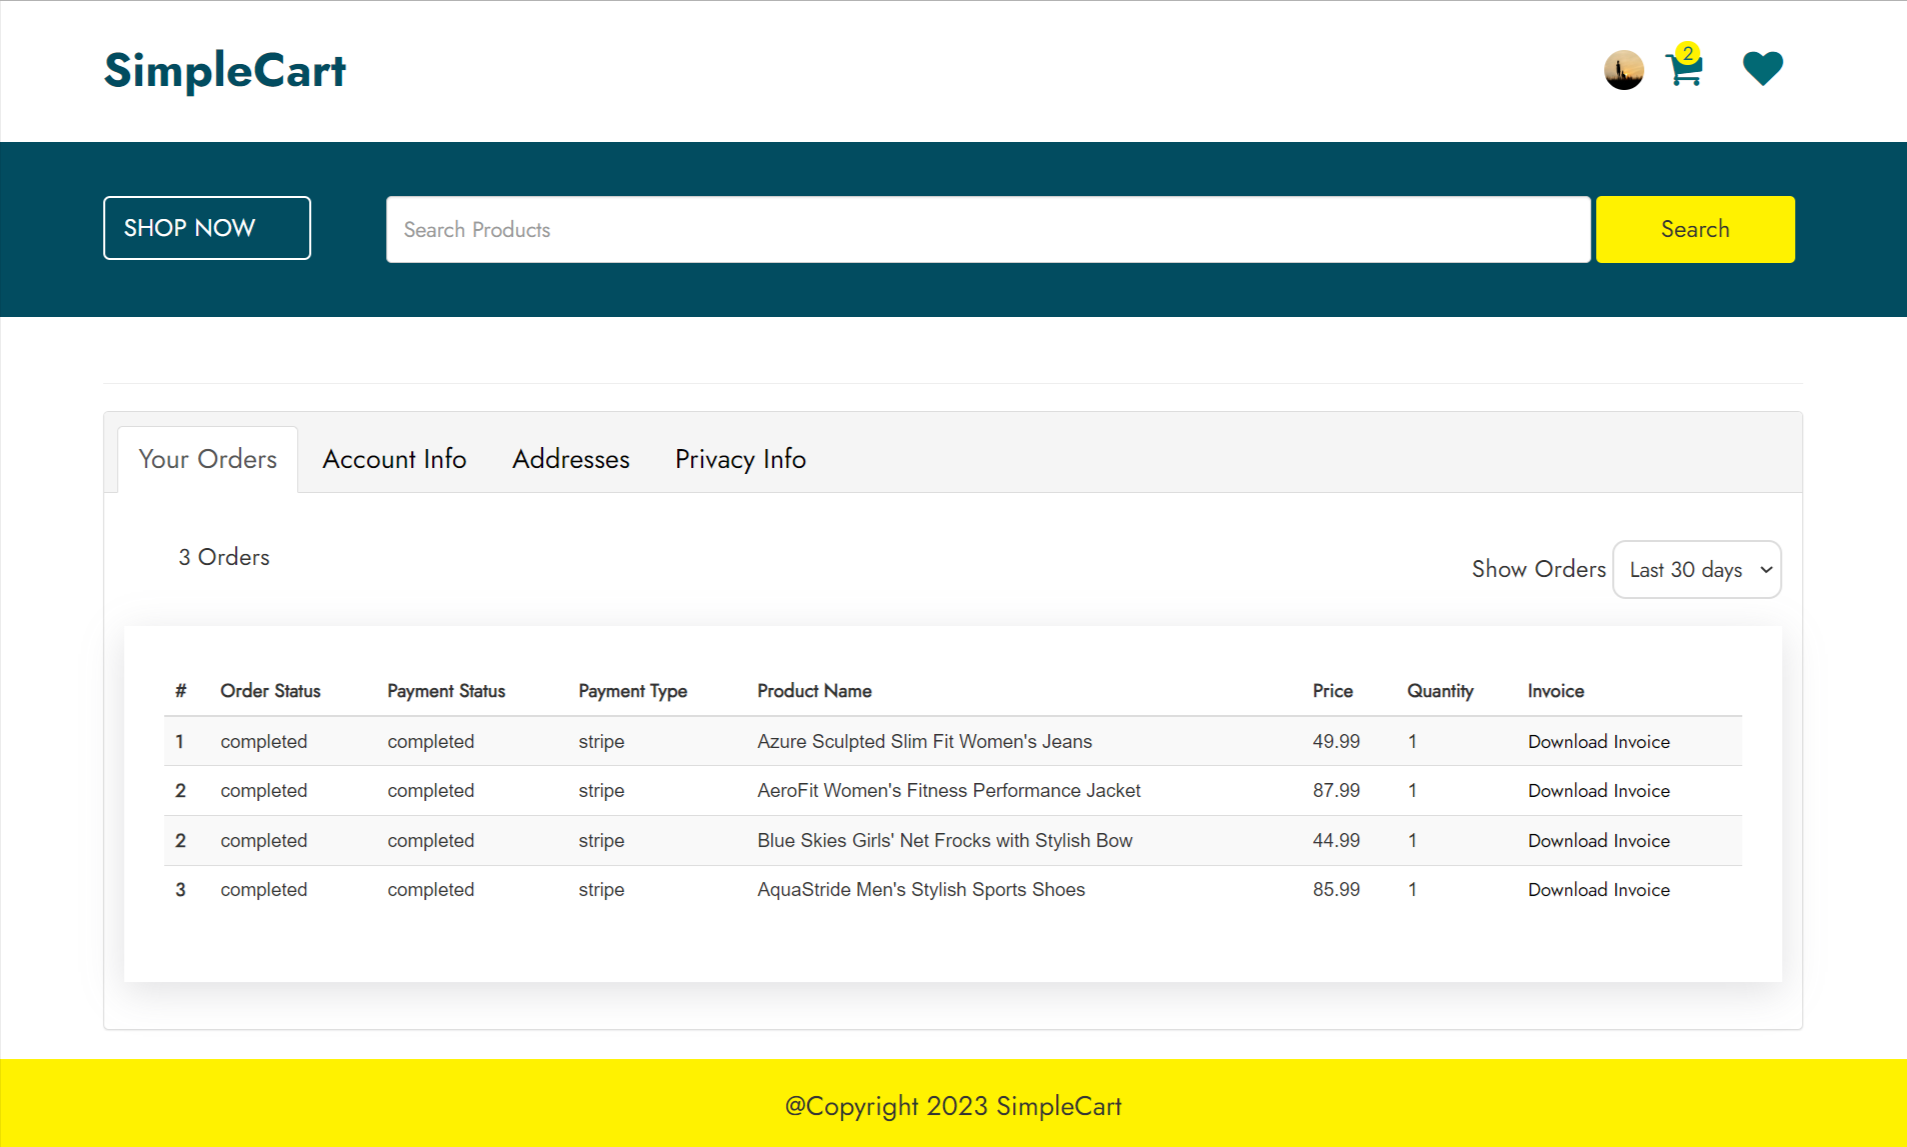 SimpleCart
2
SHOP NOW
Search Products
Search
Your Orders Account Info Addresses Privacy Info
3 Orders
Show Orders Last 30 days
# Order Status Payment Status Payment Type Product Name Price Quantity Invoice
1 completed completed stripe Azure Sculpted Slim Fit Women's Jeans 49.99 1 Download Invoice
2 completed completed stripe AeroFit Women's Fitness Performance Jacket 87.99 1 Download Invoice
2 completed completed stripe Blue Skies Girls' Net Frocks with Stylish Bow 44.99 1 Download Invoice
3 completed completed stripe AquaStride Men's Stylish Sports Shoes 85.99 1 Download Invoice
@Copyright 2023 SimpleCart